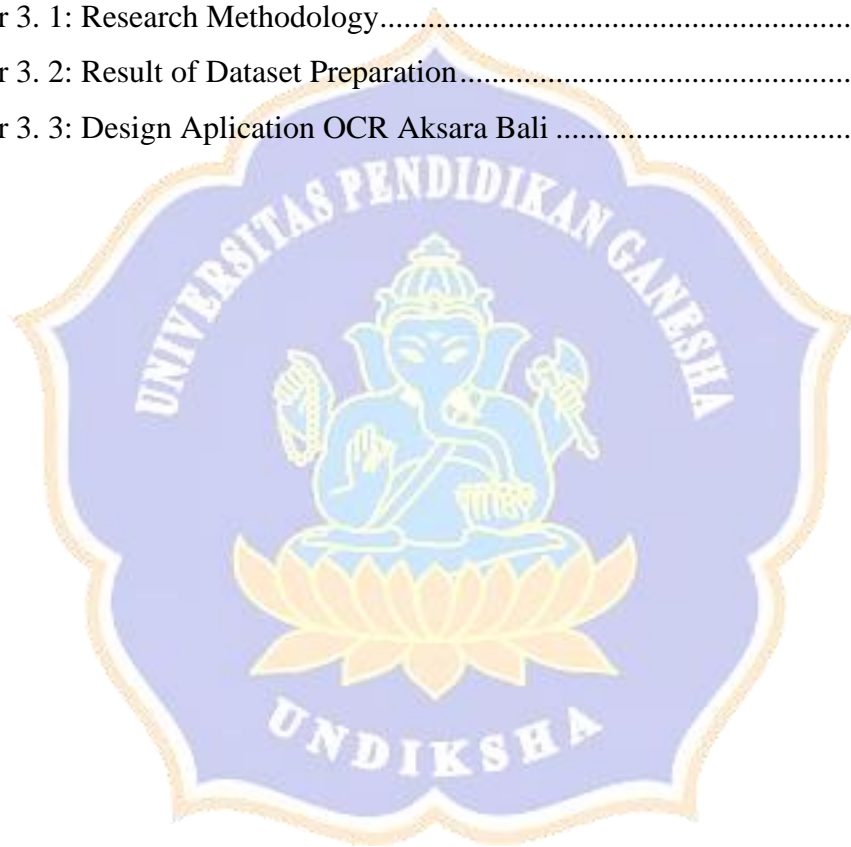 r 3. 1: Research Methodology................................................................
r 3. 2: Result of Dataset Preparation......................................................
r 3. 3: Design Aplication OCR Aksara Bali ..........................................
UNIVERSITAS PENDIDIKAN GANESHA
UNDIKSHA